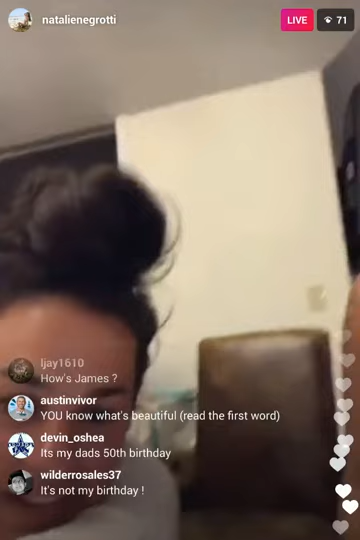 natalienegrotti
LIVE
71
ljay1610
How's James ?
austinvivor
YOU know what's beautiful (read the first word)
devin_oshea
Its my dads 50th birthday
wilderrosales37
It's not my birthday !